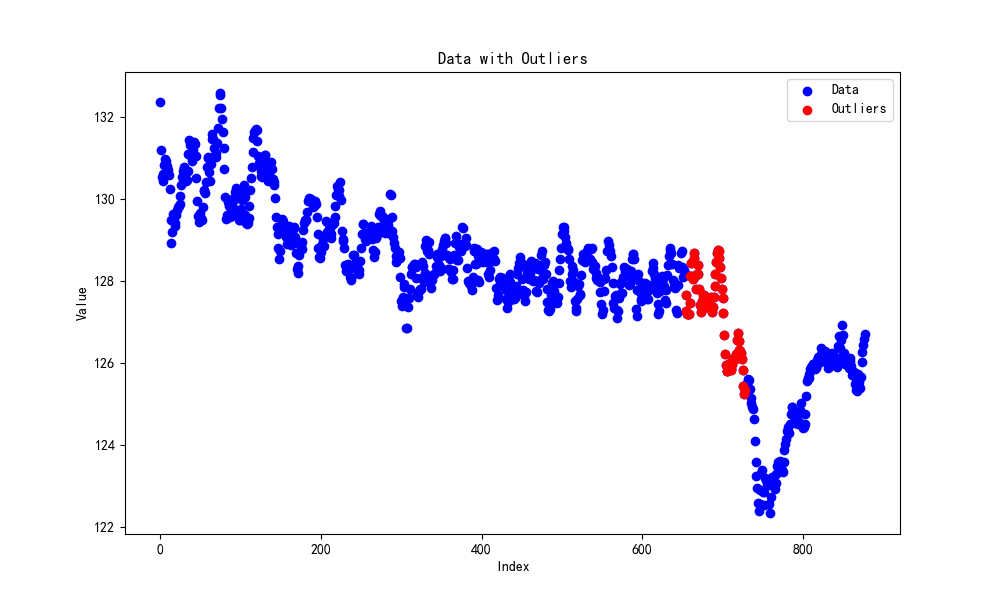 Data with Outliers
Data
Outliers
132
130
128
126
124
122
Value
0
200
400
600
800
Index